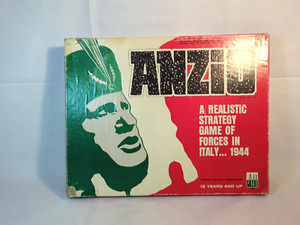 ANZIO
A REALISTIC
STRATEGY
GAME OF
FORCES IN
ITALY... 1944
12 YEARS AND UP